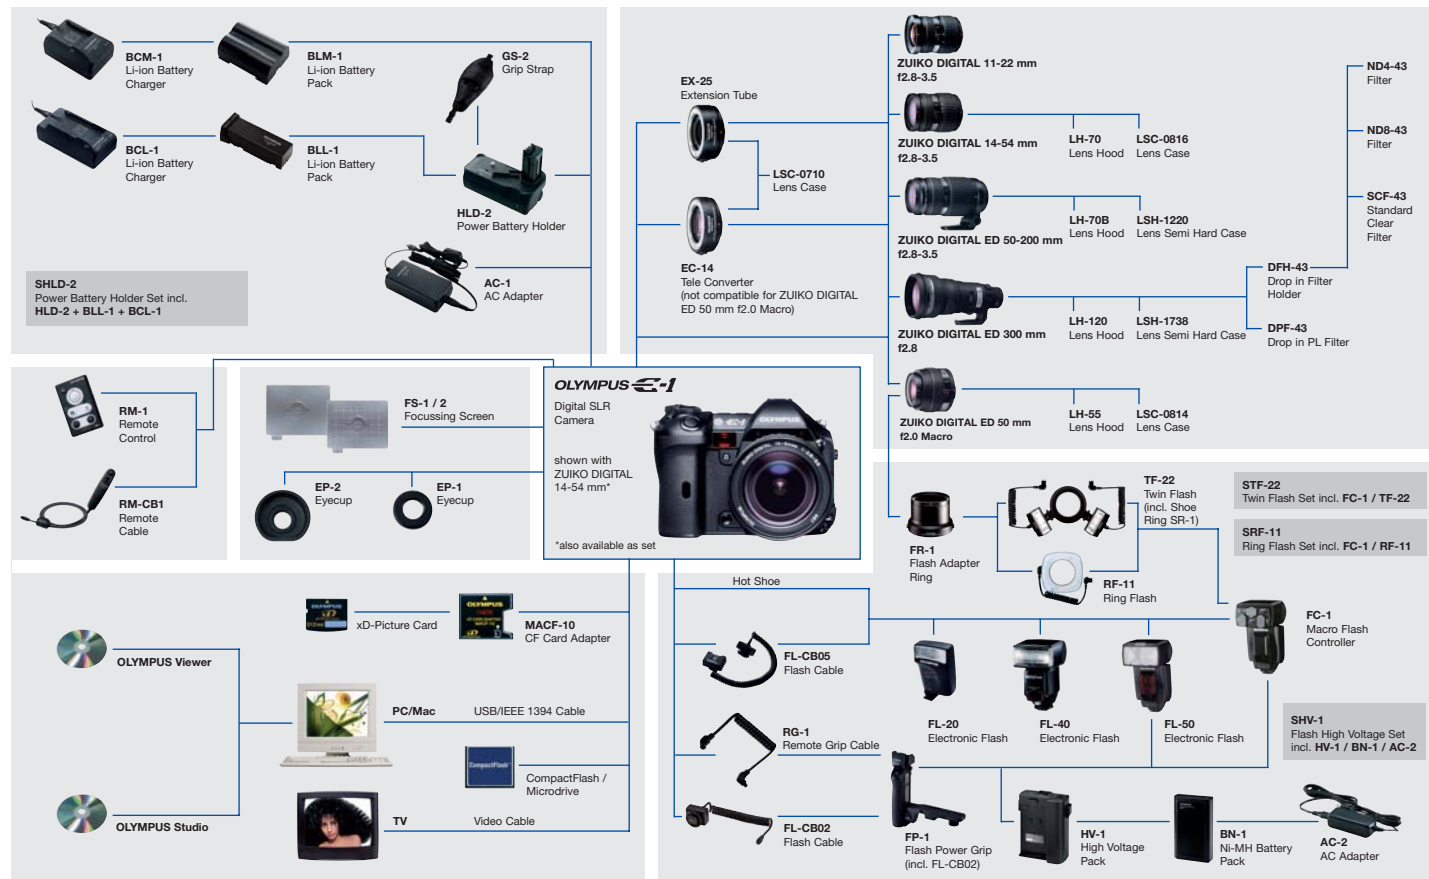 BCM-1
Li-ion Battery
Charger
BLM-1
Li-ion Battery
Pack
GS-2
Grip Strap
BCL-1
Li-ion Battery
Charger
BLL-1
Li-ion Battery
Pack
HLD-2
Power Battery Holder
AC-1
AC Adapter
SHLD-2
Power Battery Holder Set incl.
HLD-2 + BLL-1 + BCL-1
EX-25
Extension Tube
LSC-0710
Lens Case
EC-14
Tele Converter
(not compatible for ZUIKO DIGITAL
ED 50 mm f2.0 Macro)
ZUIKO DIGITAL 11-22 mm
f2.8-3.5
ZUIKO DIGITAL 14-54 mm
f2.8-3.5
LH-70
Lens Hood
LSC-0816
Lens Case
ZUIKO DIGITAL ED 50-200 mm
f2.8-3.5
LH-70B
Lens Hood
LSH-1220
Lens Semi Hard Case
ZUIKO DIGITAL ED 300 mm
f2.8
LH-120
Lens Hood
LSH-1738
Lens Semi Hard Case
ZUIKO DIGITAL ED 50 mm
f2.0 Macro
LH-55
Lens Hood
LSC-0814
Lens Case
ND4-43
Filter
ND8-43
Filter
SCF-43
Standard
Clear
Filter
DFH-43
Drop in Filter
Holder
DPF-43
Drop in PL Filter
RM-1
Remote
Control
RM-CB1
Remote
Cable
FS-1 / 2
Focussing Screen
EP-2
Eyecup
EP-1
Eyecup
OLYMPUS E-1
Digital SLR
Camera
shown with
ZUIKO DIGITAL
14-54 mm*
*also available as set
OLYMPUS
FR-1
Flash Adapter
Ring
TF-22
Twin Flash
(incl. Shoe
Ring SR-1)
RF-11
Ring Flash
STF-22
Twin Flash Set incl. FC-1 / TF-22
SRF-11
Ring Flash Set incl. FC-1 / RF-11
FC-1
Macro Flash
Controller
Hot Shoe
FL-CB05
Flash Cable
RG-1
Remote Grip Cable
FL-CB02
Flash Cable
FL-20
Electronic Flash
FL-40
Electronic Flash
FL-50
Electronic Flash
SHV-1
Flash High Voltage Set
incl. HV-1 / BN-1 / AC-2
FP-1
Flash Power Grip
(incl. FL-CB02)
HV-1
High Voltage
Pack
BN-1
Ni-MH Battery
Pack
AC-2
AC Adapter
OLYMPUS
xD
xD-Picture Card
OLYMPUS
MACF-10
CF Card Adapter
OLYMPUS Viewer
PC/Mac
USB/IEEE 1394 Cable
CompactFlash
CompactFlash /
Microdrive
OLYMPUS Studio
TV
Video Cable